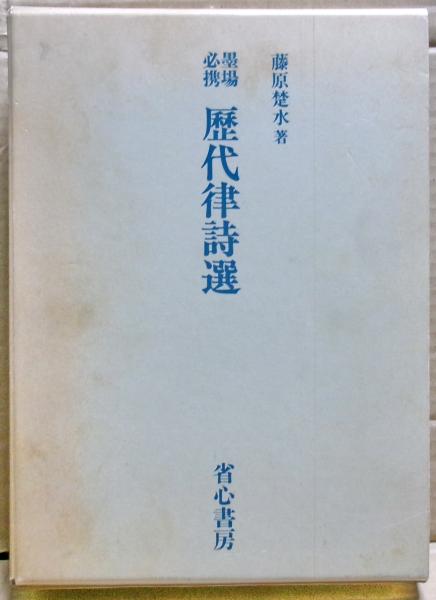 藤原楚水著
墨場
必携
歴代律詩選
省心書房